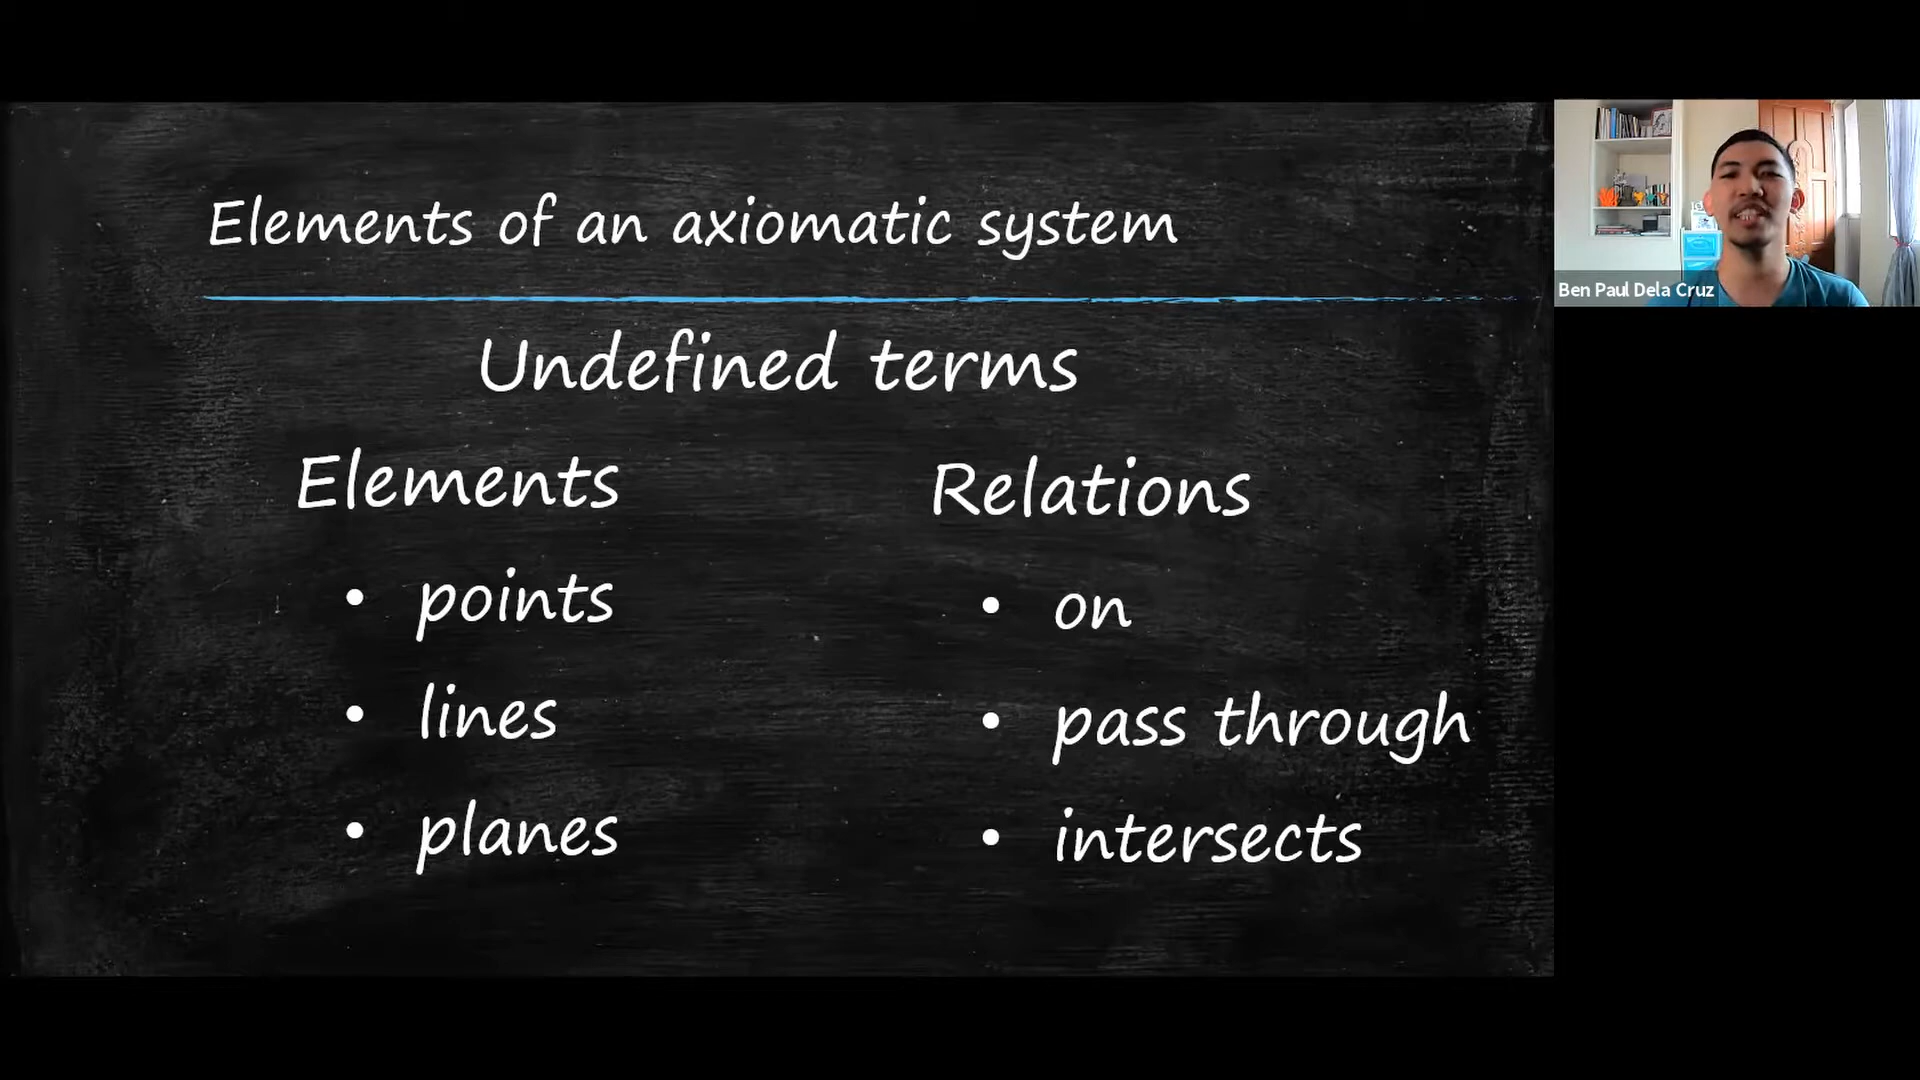 Elements of an axiomatic system
Undefined terms
Elements
• points
• lines
• planes
Relations
• on
• pass through
• intersects
Ben Paul Dela Cruz